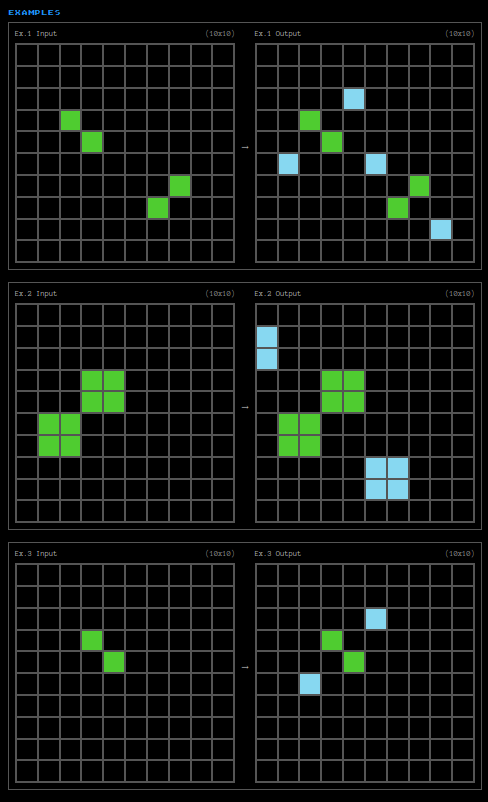 EXAMPLES
Ex.1 Input (10x10)
Ex.1 Output (10x10)
→
Ex.2 Input (10x10)
Ex.2 Output (10x10)
→
Ex.3 Input (10x10)
Ex.3 Output (10x10)
→